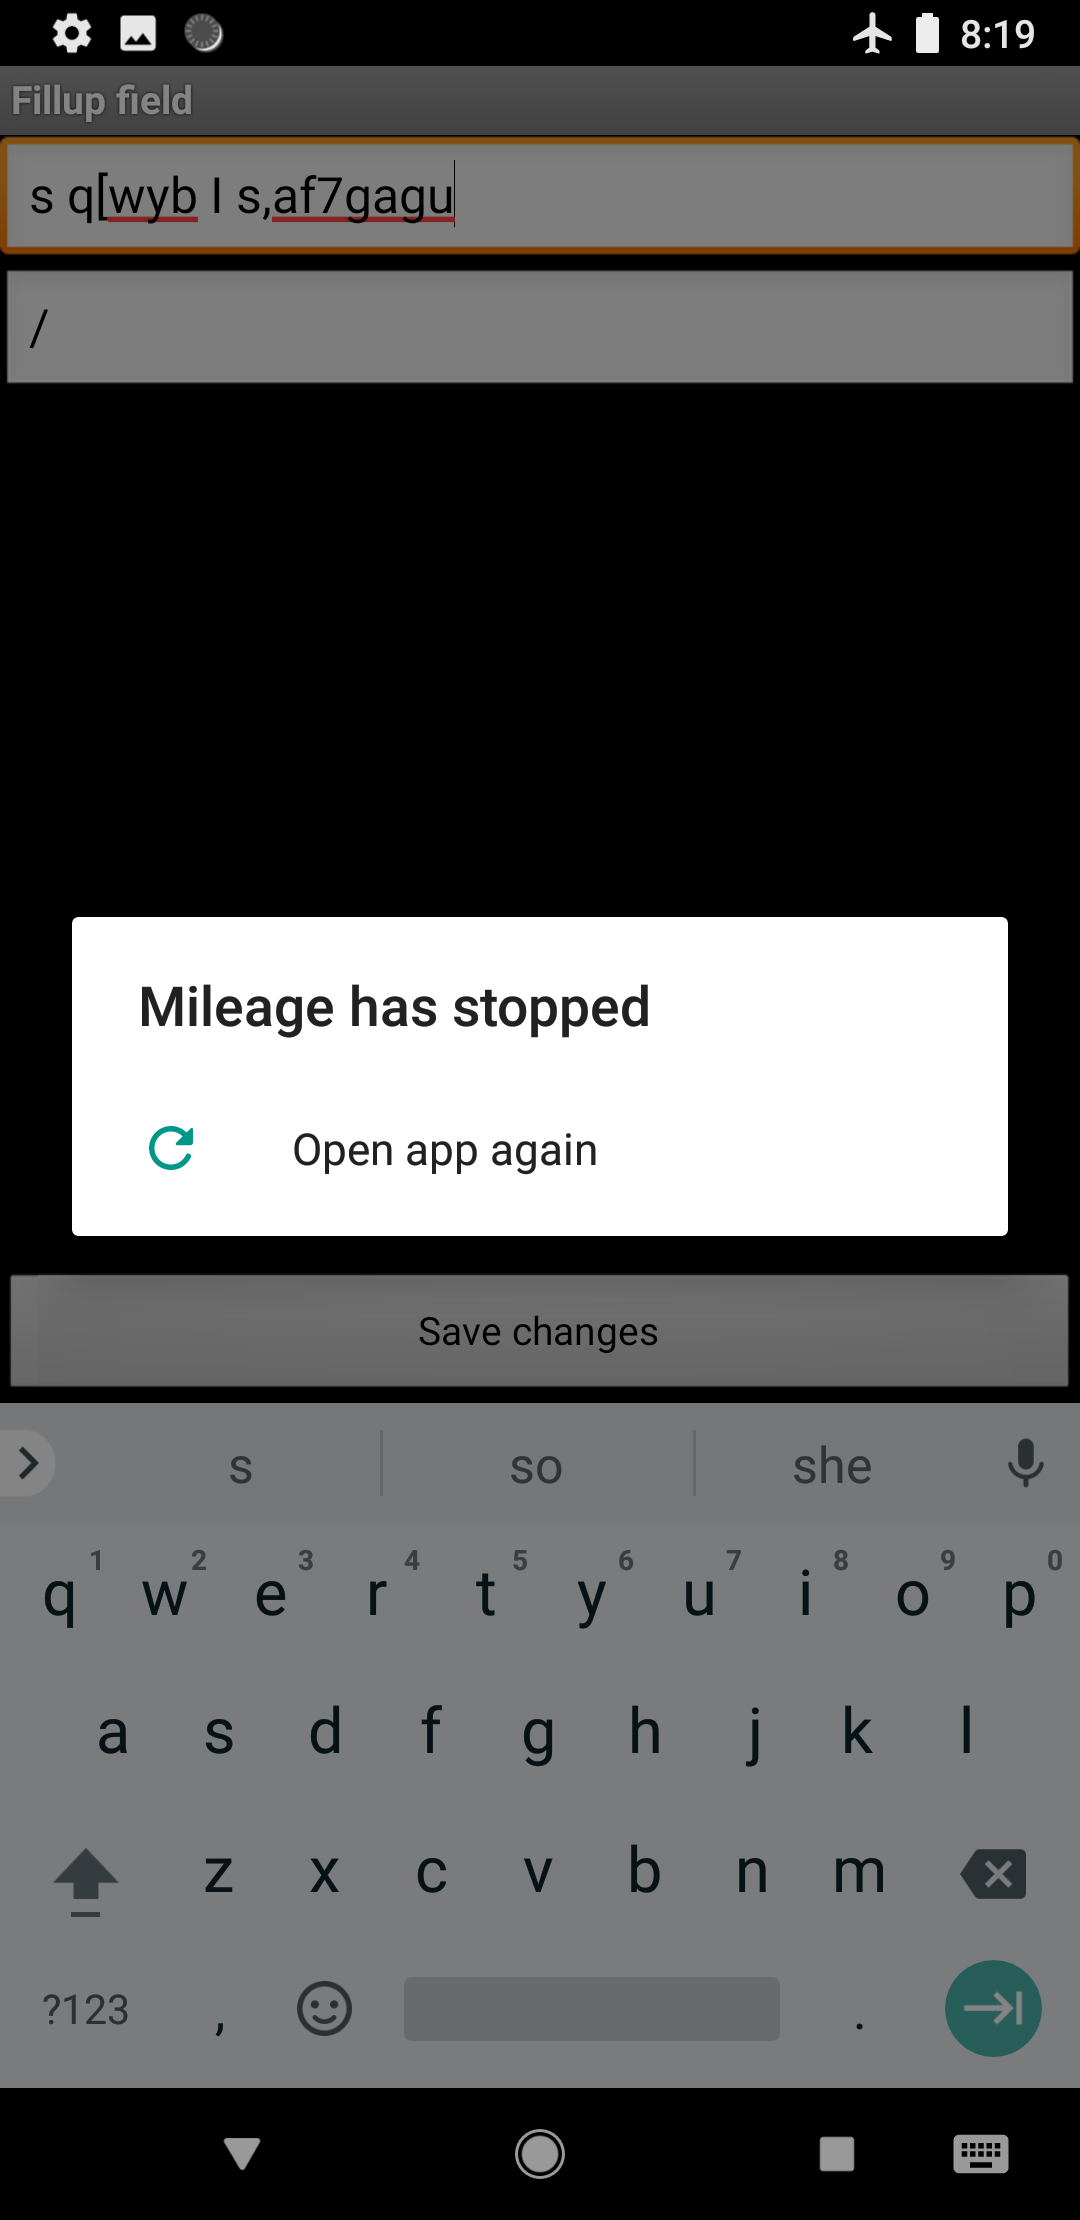 8:19
Fillup field
s q[wyb I s,af7gagu
/
Mileage has stopped
Open app again
Save changes
s so she
1 2 3 4 5 6 7 8 9 0
q w e r t y u i o p
a s d f g h j k l
z x c v b n m
?123 , .